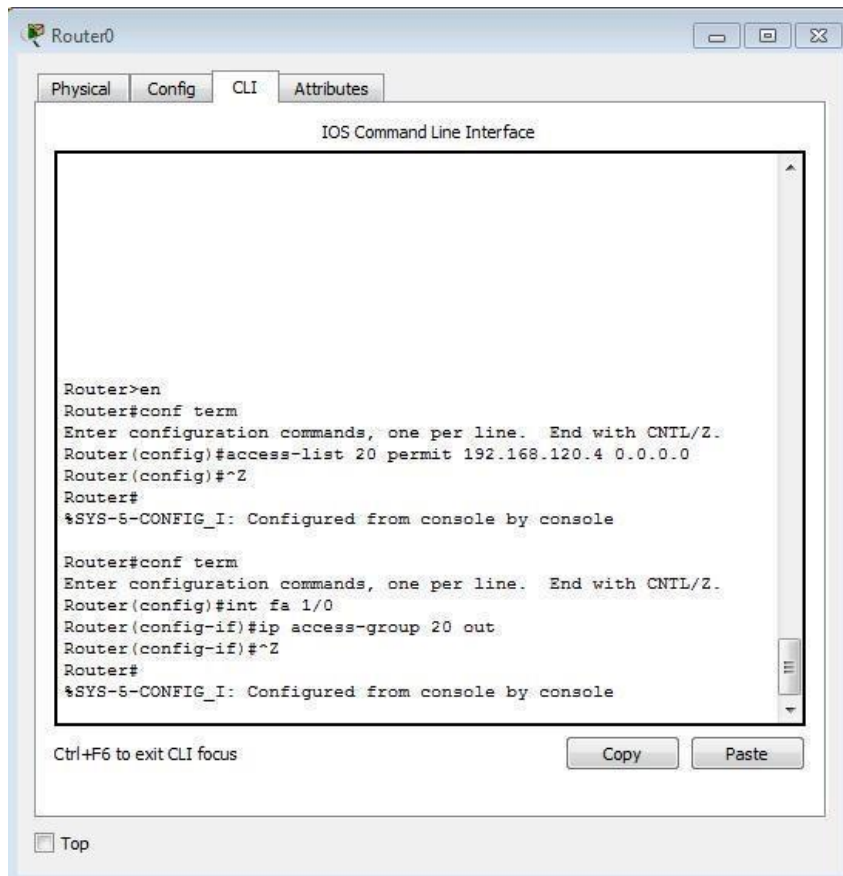 Router0
Physical Config CLI Attributes
IOS Command Line Interface
Router>en
Router#conf term
Enter configuration commands, one per line.  End with CNTL/Z.
Router(config)#access-list 20 permit 192.168.120.4 0.0.0.0
Router(config)#^Z
Router#
%SYS-5-CONFIG_I: Configured from console by console
Router#conf term
Enter configuration commands, one per line.  End with CNTL/Z.
Router(config)#int fa 1/0
Router(config-if)#ip access-group 20 out
Router(config-if)#^Z
Router#
%SYS-5-CONFIG_I: Configured from console by console
Ctrl+F6 to exit CLI focus Copy Paste
Top